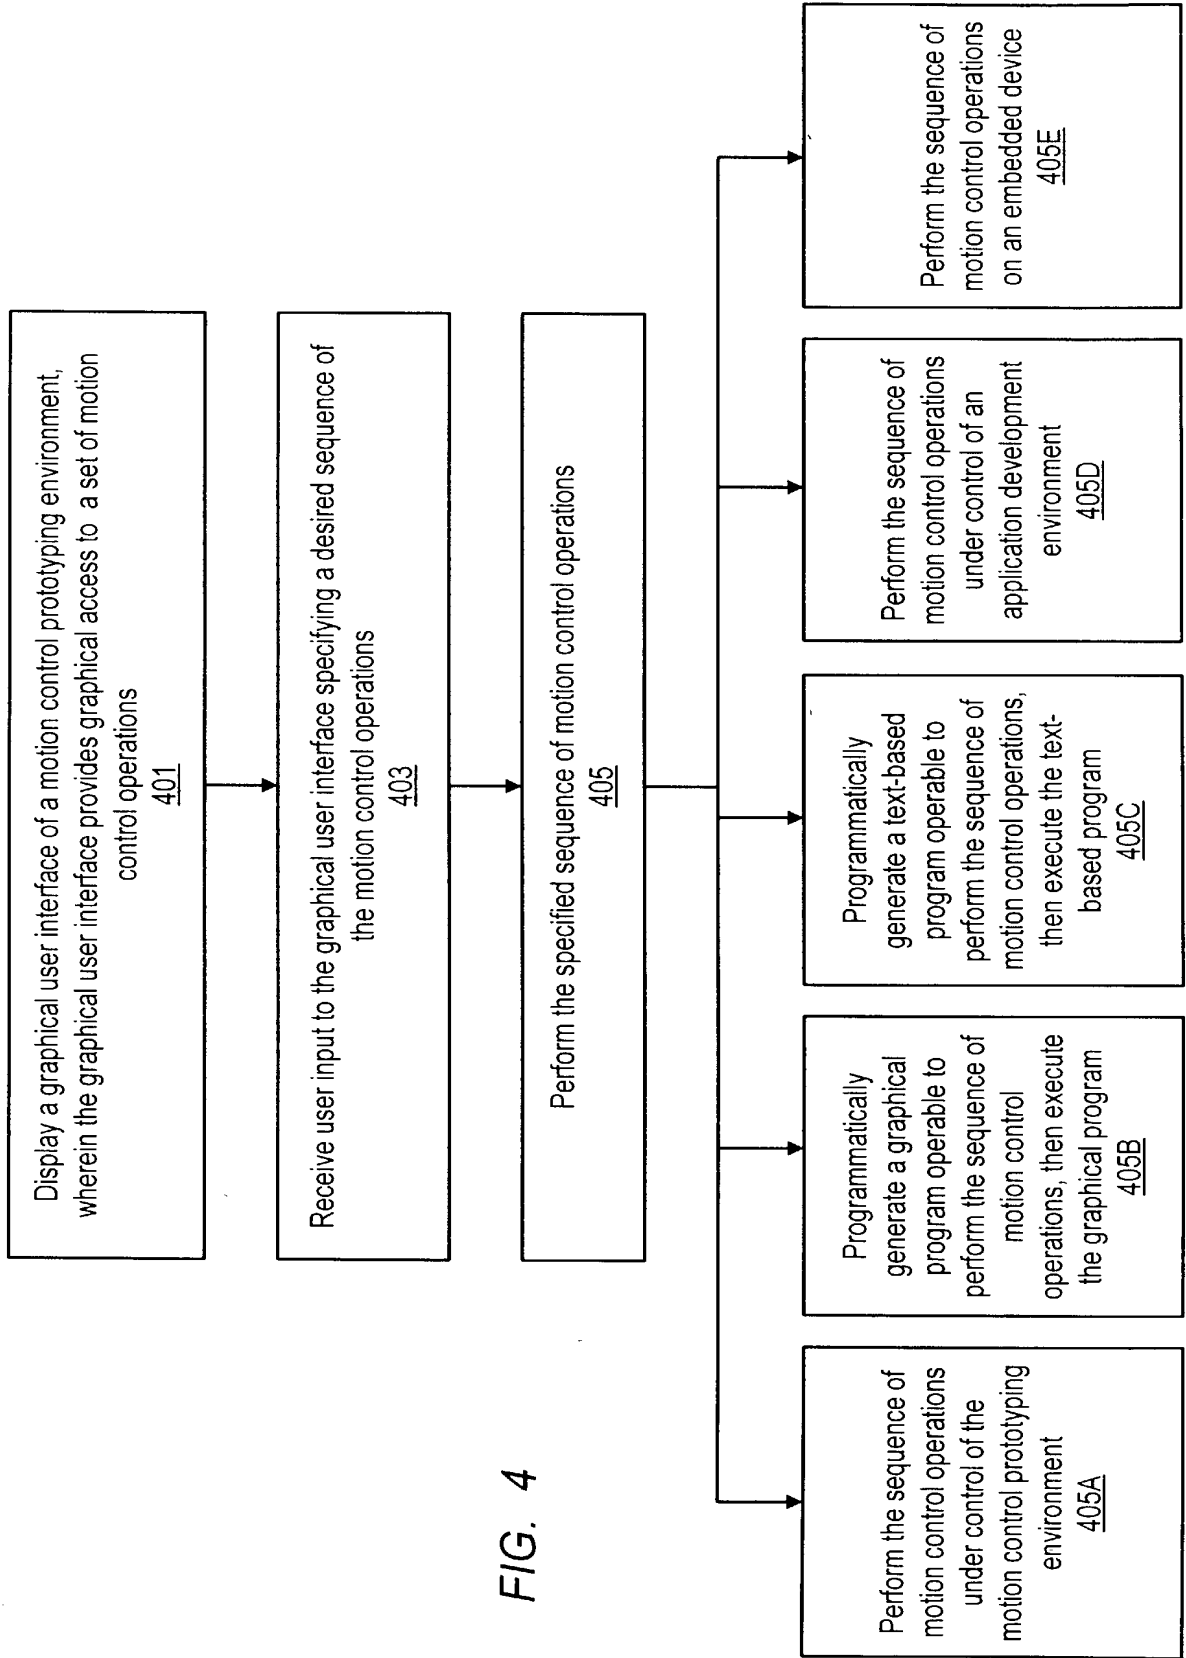 Display a graphical user interface of a motion control prototyping environment,
wherein the graphical user interface provides graphical access to a set of motion
control operations
401
Receive user input to the graphical user interface specifying a desired sequence of
the motion control operations
403
Perform the specified sequence of motion control operations
405
FIG. 4
Perform the sequence of
motion control operations
under control of the
motion control prototyping
environment
405A
Programmatically
generate a graphical
program operable to
perform the sequence of
motion control
operations, then execute
the graphical program
405B
Programmatically
generate a text-based
program operable to
perform the sequence of
motion control operations,
then execute the text-
based program
405C
Perform the sequence of
motion control operations
under control of an
application development
environment
405D
Perform the sequence of
motion control operations
on an embedded device
405E